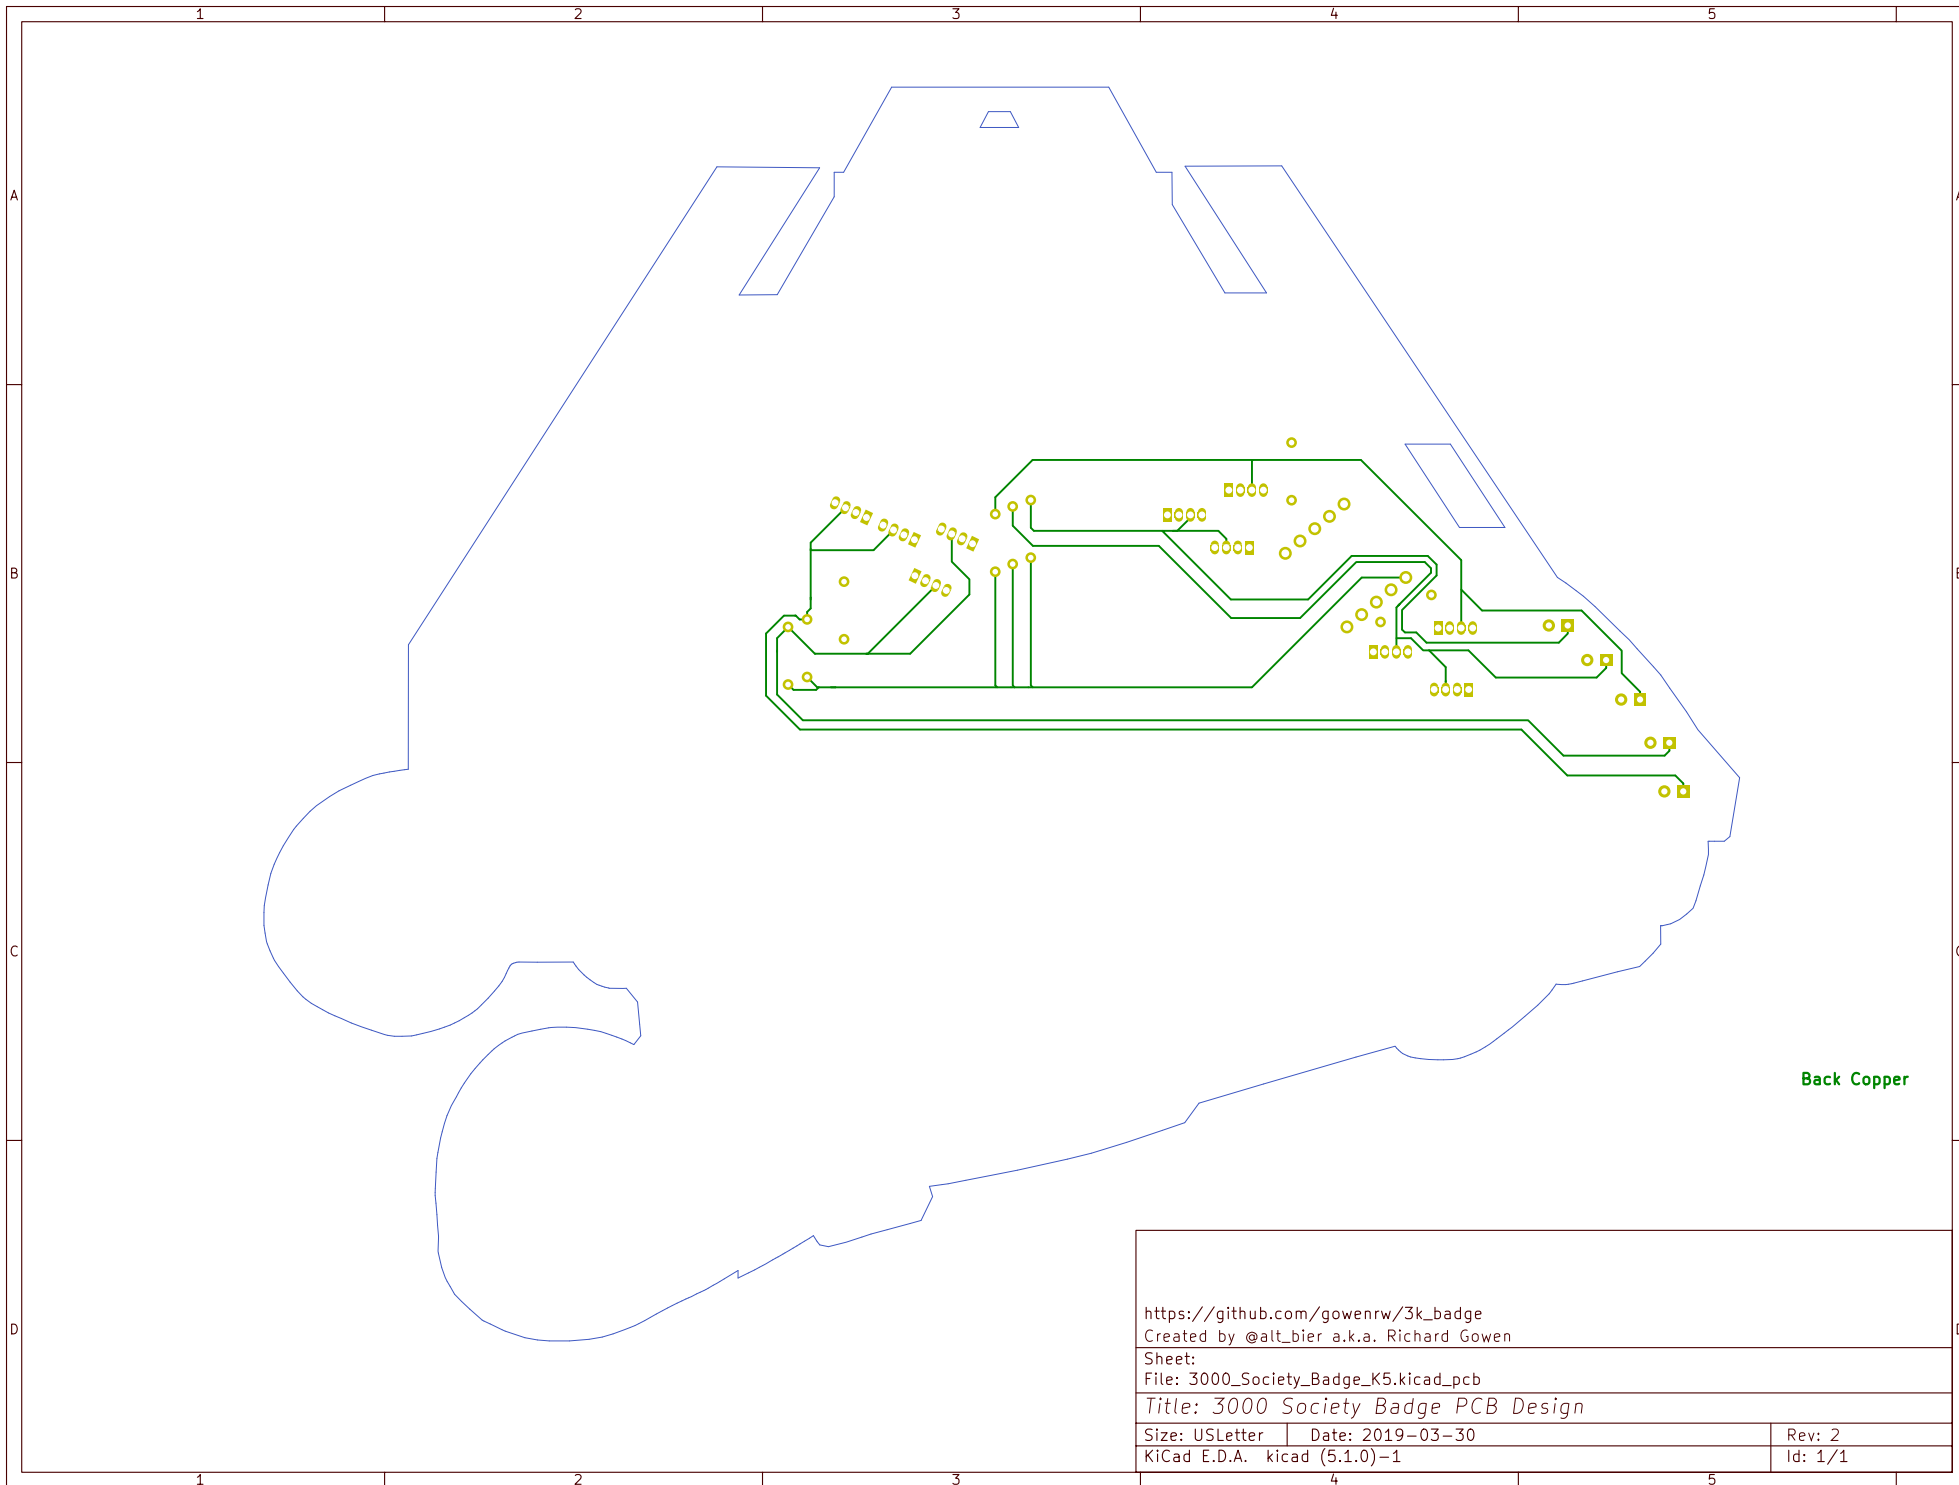 1 2 3 4 5
A A
B B
C C
Back Copper
https://github.com/gowenrw/3k_badge
Created by @alt_bier a.k.a. Richard Gowen
D D
Sheet:
File: 3000_Society_Badge_K5.kicad_pcb
Title: 3000 Society Badge PCB Design
Size: USLetter Date: 2019-03-30 Rev: 2
KiCad E.D.A. kicad (5.1.0)-1 Id: 1/1
1 2 3 4 5